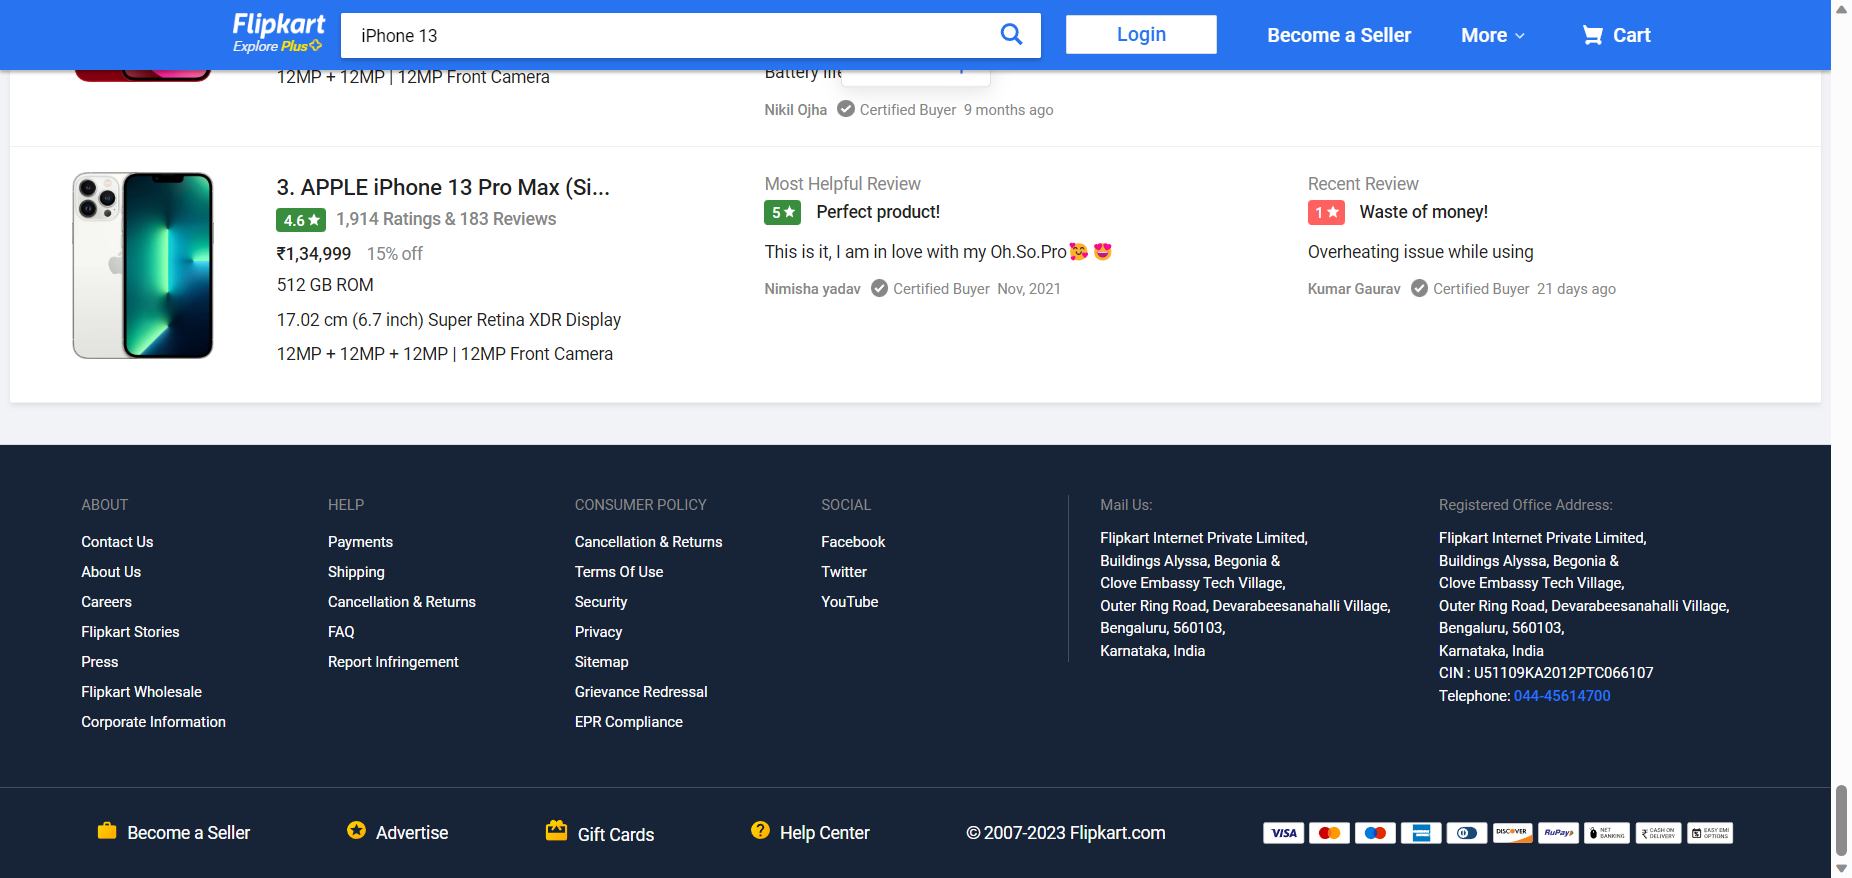 Flipkart
Explore Plus
iPhone 13
Login
Become a Seller
More
Cart
12MP + 12MP | 12MP Front Camera
Battery life
Nikil Ojha Certified Buyer 9 months ago
3. APPLE iPhone 13 Pro Max (Si...
4.6 1,914 Ratings & 183 Reviews
₹1,34,999 15% off
512 GB ROM
17.02 cm (6.7 inch) Super Retina XDR Display
12MP + 12MP + 12MP | 12MP Front Camera
Most Helpful Review
5 Perfect product!
This is it, I am in love with my Oh.So.Pro🥰 😍
Nimisha yadav Certified Buyer Nov, 2021
Recent Review
1 Waste of money!
Overheating issue while using
Kumar Gaurav Certified Buyer 21 days ago
ABOUT
Contact Us
About Us
Careers
Flipkart Stories
Press
Flipkart Wholesale
Corporate Information
HELP
Payments
Shipping
Cancellation & Returns
FAQ
Report Infringement
CONSUMER POLICY
Cancellation & Returns
Terms Of Use
Security
Privacy
Sitemap
Grievance Redressal
EPR Compliance
SOCIAL
Facebook
Twitter
YouTube
Mail Us:
Flipkart Internet Private Limited,
Buildings Alyssa, Begonia &
Clove Embassy Tech Village,
Outer Ring Road, Devarabeesanahalli Village,
Bengaluru, 560103,
Karnataka, India
Registered Office Address:
Flipkart Internet Private Limited,
Buildings Alyssa, Begonia &
Clove Embassy Tech Village,
Outer Ring Road, Devarabeesanahalli Village,
Bengaluru, 560103,
Karnataka, India
CIN : U51109KA2012PTC066107
Telephone: 044-45614700
Become a Seller
Advertise
Gift Cards
Help Center
© 2007-2023 Flipkart.com
VISA
DISCOVER
RuPay
NET BANKING
CASH ON DELIVERY
EASY EMI OPTIONS